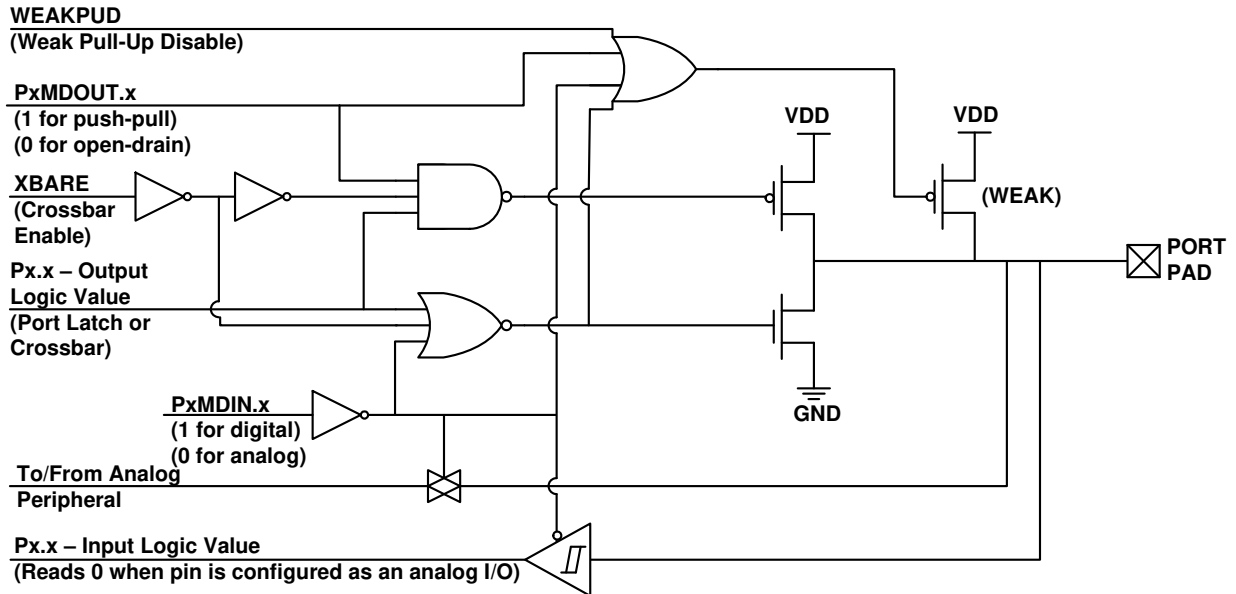 WEAKPUD
(Weak Pull-Up Disable)
PxMDOUT.x
(1 for push-pull)
(0 for open-drain)
XBARE
(Crossbar
Enable)
Px.x – Output
Logic Value
(Port Latch or
Crossbar)
PxMDIN.x
(1 for digital)
(0 for analog)
To/From Analog
Peripheral
Px.x – Input Logic Value
(Reads 0 when pin is configured as an analog I/O)
VDD
VDD
(WEAK)
PORT
PAD
GND